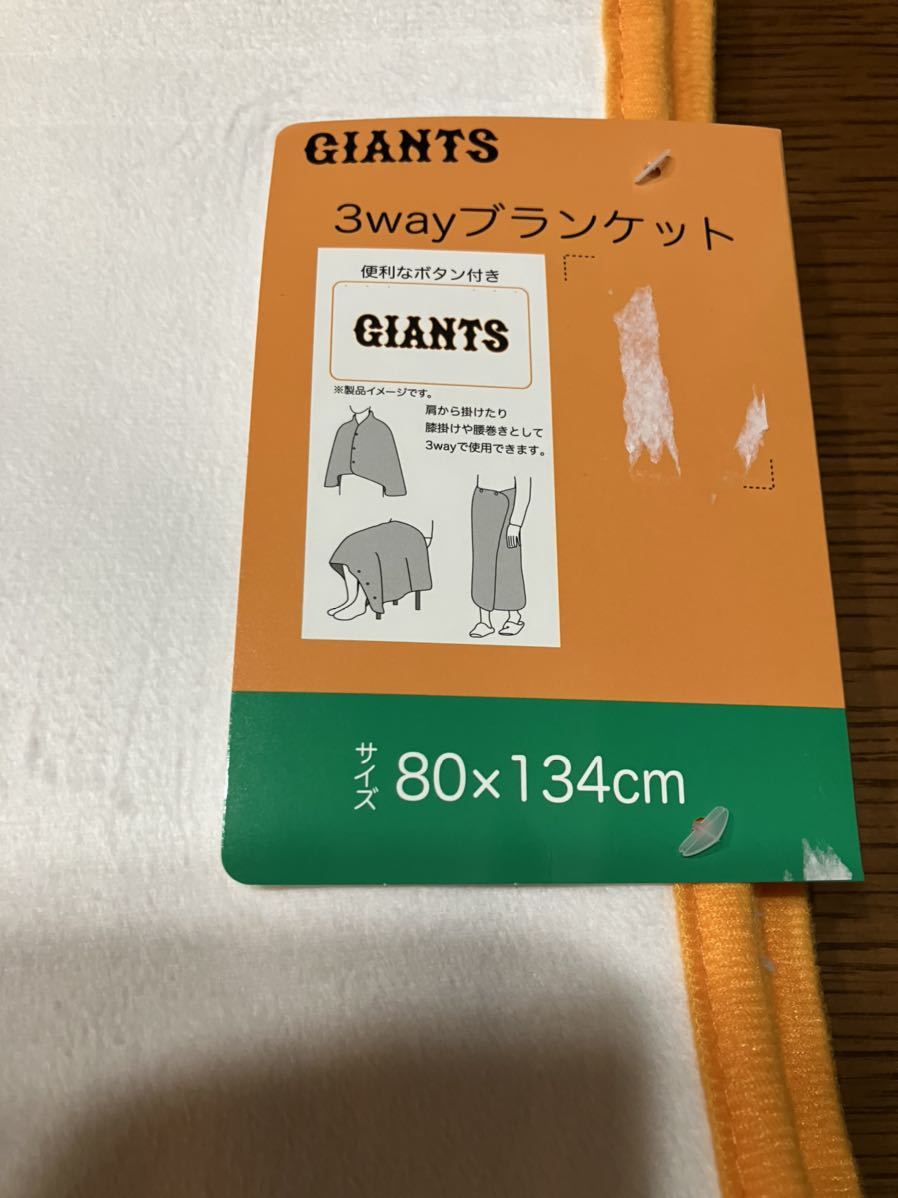 GIANTS
3wayブランケット
便利なボタン付き
GIANTS
※製品イメージです。
肩から掛けたり
膝掛けや腰巻きとして
3wayで使用できます。
サイズ 80×134cm